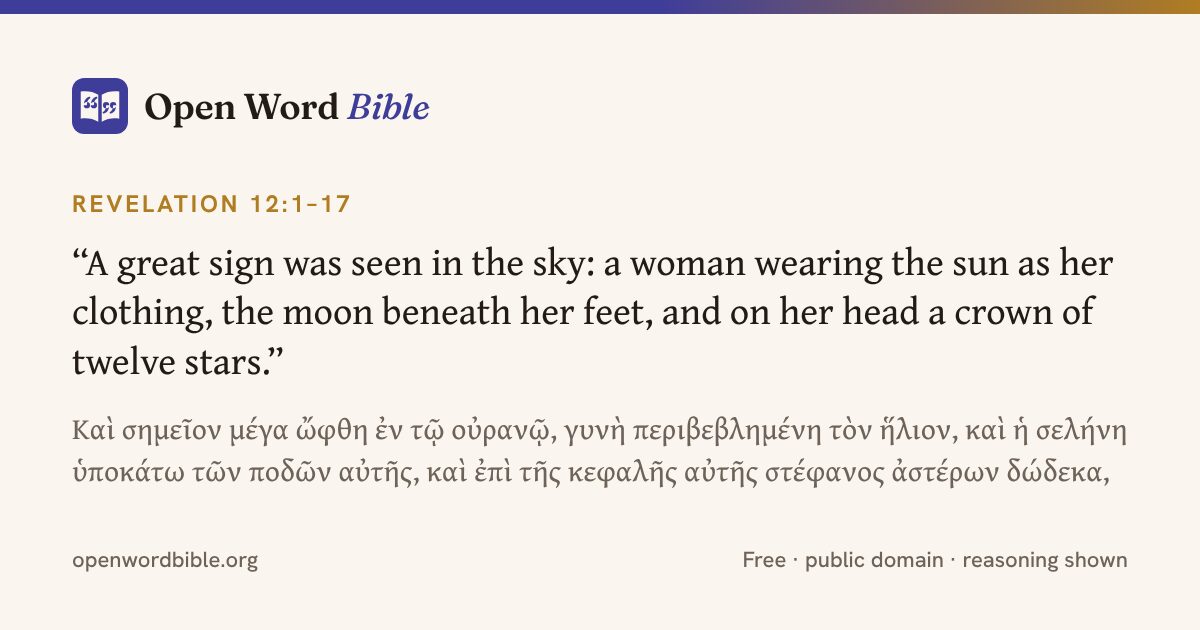 Open Word Bible
REVELATION 12:1–17
“A great sign was seen in the sky: a woman wearing the sun as her
clothing, the moon beneath her feet, and on her head a crown of
twelve stars.”
Καὶ σημεῖον μέγα ὤφθη ἐν τῷ οὐρανῷ, γυνὴ περιβεβλημένη τὸν ἥλιον, καὶ ἡ σελήνη
ὑποκάτω τῶν ποδῶν αὐτῆς, καὶ ἐπὶ τῆς κεφαλῆς αὐτῆς στέφανος ἀστέρων δώδεκα,
openwordbible.org
Free · public domain · reasoning shown